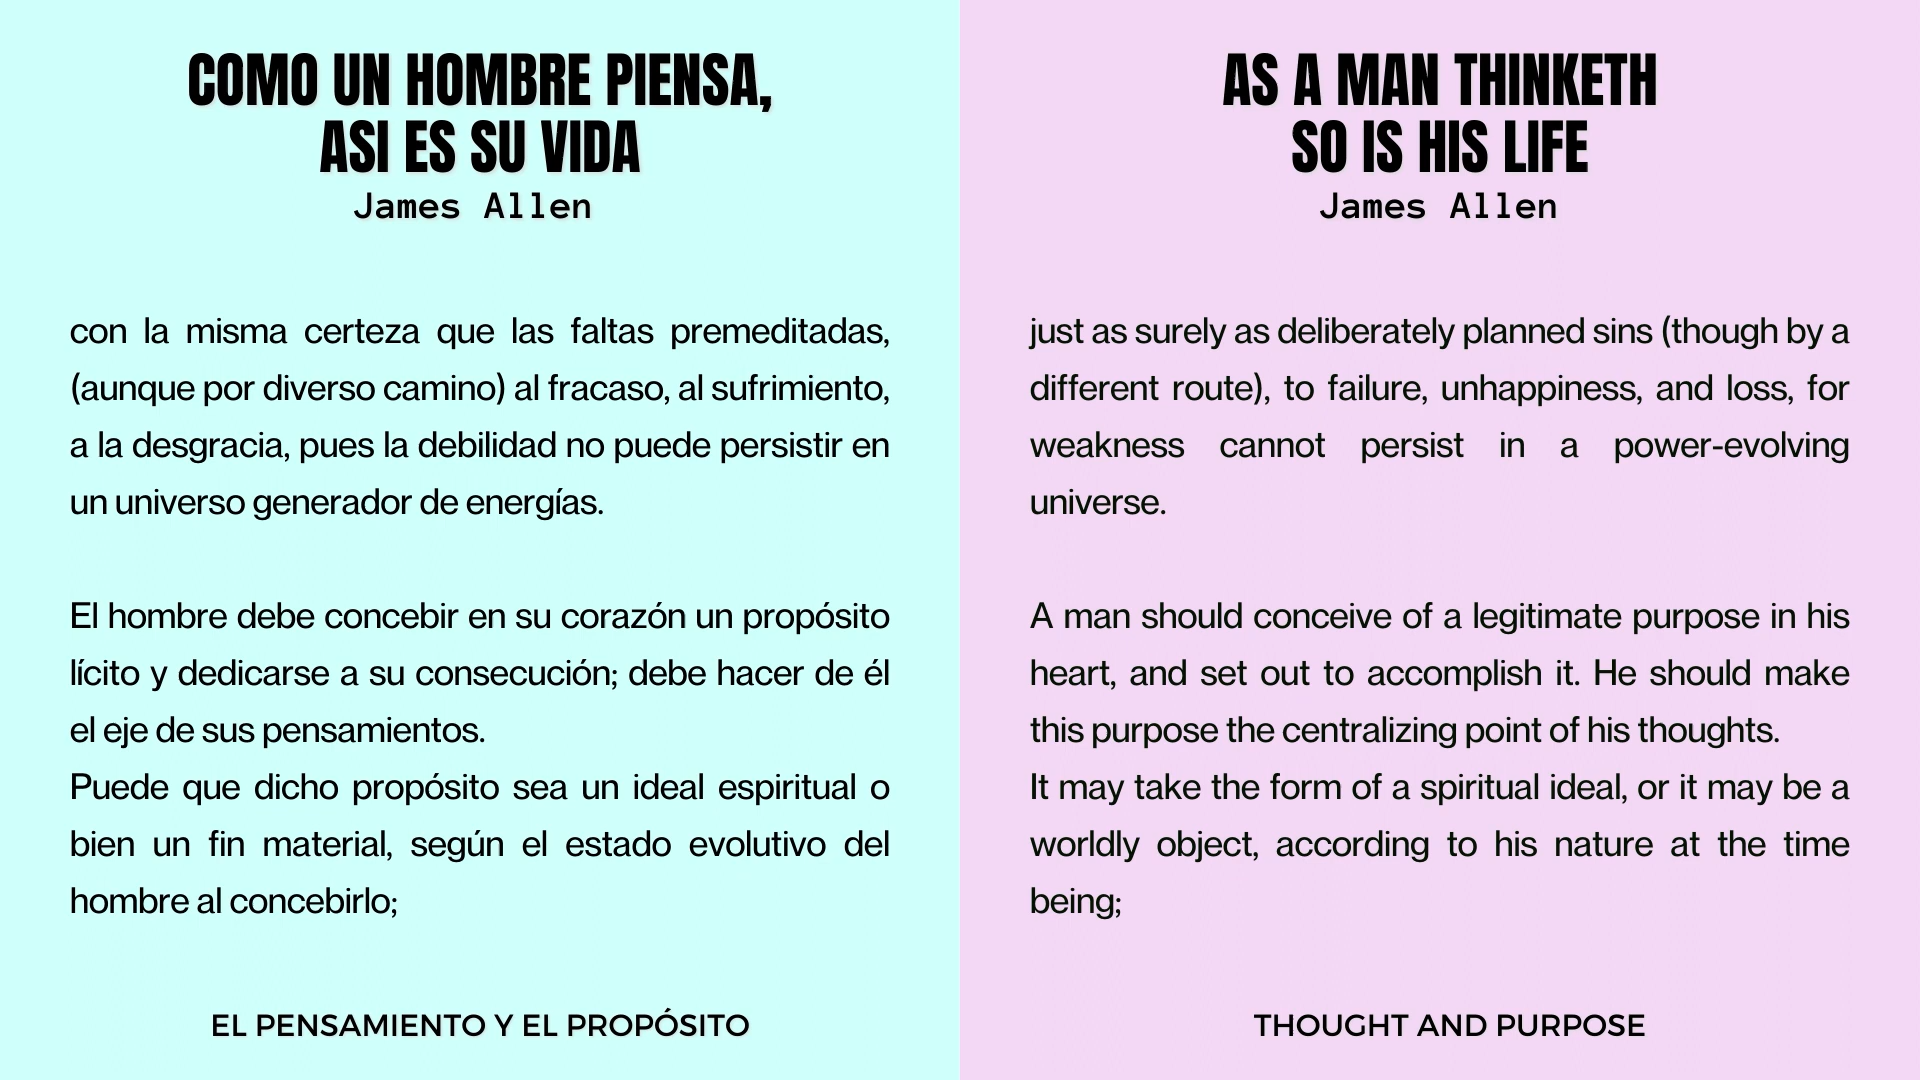 COMO UN HOMBRE PIENSA,
ASI ES SU VIDA
James Allen
con la misma certeza que las faltas premeditadas,
(aunque por diverso camino) al fracaso, al sufrimiento,
a la desgracia, pues la debilidad no puede persistir en
un universo generador de energías.
El hombre debe concebir en su corazón un propósito
lícito y dedicarse a su consecución; debe hacer de él
el eje de sus pensamientos.
Puede que dicho propósito sea un ideal espiritual o
bien un fin material, según el estado evolutivo del
hombre al concebirlo;
EL PENSAMIENTO Y EL PROPÓSITO
AS A MAN THINKETH
SO IS HIS LIFE
James Allen
just as surely as deliberately planned sins (though by a
different route), to failure, unhappiness, and loss, for
weakness cannot persist in a power-evolving
universe.
A man should conceive of a legitimate purpose in his
heart, and set out to accomplish it. He should make
this purpose the centralizing point of his thoughts.
It may take the form of a spiritual ideal, or it may be a
worldly object, according to his nature at the time
being;
THOUGHT AND PURPOSE